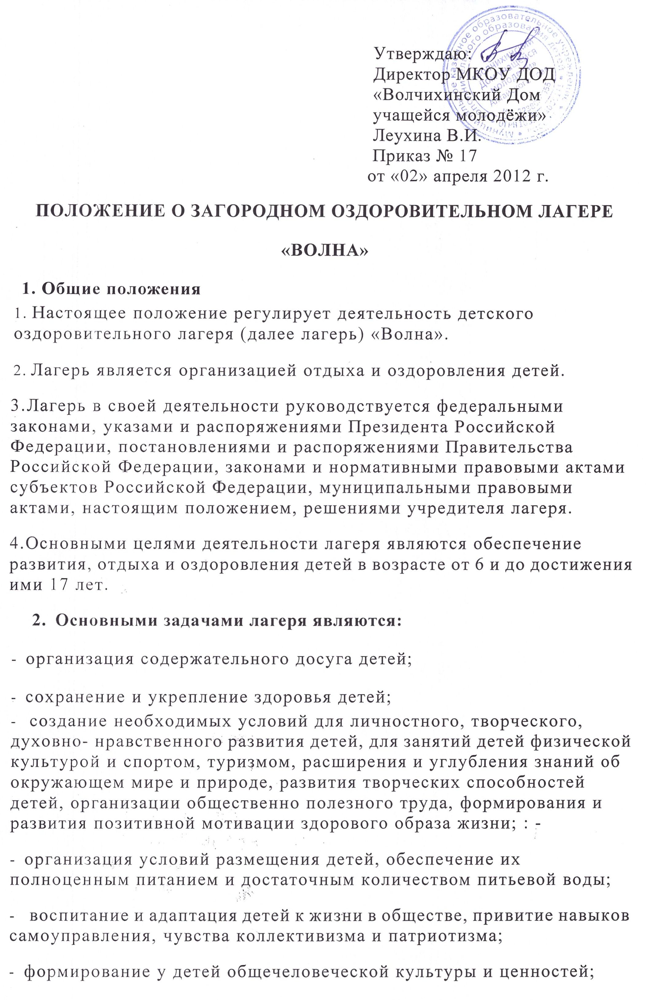 Утверждаю:
Директор МКОУ ДОД
«Волчихинский Дом
учащейся молодёжи»
Леухина В.И.
Приказ № 17
от «02» апреля 2012 г.
ПОЛОЖЕНИЕ О ЗАГОРОДНОМ ОЗДОРОВИТЕЛЬНОМ ЛАГЕРЕ
«ВОЛНА»
1. Общие положения
1. Настоящее положение регулирует деятельность детского
оздоровительного лагеря (далее лагерь) «Волна».
2. Лагерь является организацией отдыха и оздоровления детей.
3.Лагерь в своей деятельности руководствуется федеральными
законами, указами и распоряжениями Президента Российской
Федерации, постановлениями и распоряжениями Правительства
Российской Федерации, законами и нормативными правовыми актами
субъектов Российской Федерации, муниципальными правовыми
актами, настоящим положением, решениями учредителя лагеря.
4.Основными целями деятельности лагеря являются обеспечение
развития, отдыха и оздоровления детей в возрасте от 6 и до достижения
ими 17 лет.
2. Основными задачами лагеря являются:
- организация содержательного досуга детей;
- сохранение и укрепление здоровья детей;
- создание необходимых условий для личностного, творческого,
духовно- нравственного развития детей, для занятий детей физической
культурой и спортом, туризмом, расширения и углубления знаний об
окружающем мире и природе, развития творческих способностей
детей, организации общественно полезного труда, формирования и
развития позитивной мотивации здорового образа жизни; : -
- организация условий размещения детей, обеспечение их
полноценным питанием и достаточным количеством питьевой воды;
- воспитание и адаптация детей к жизни в обществе, привитие навыков
самоуправления, чувства коллективизма и патриотизма;
- формирование у детей общечеловеческой культуры и ценностей;